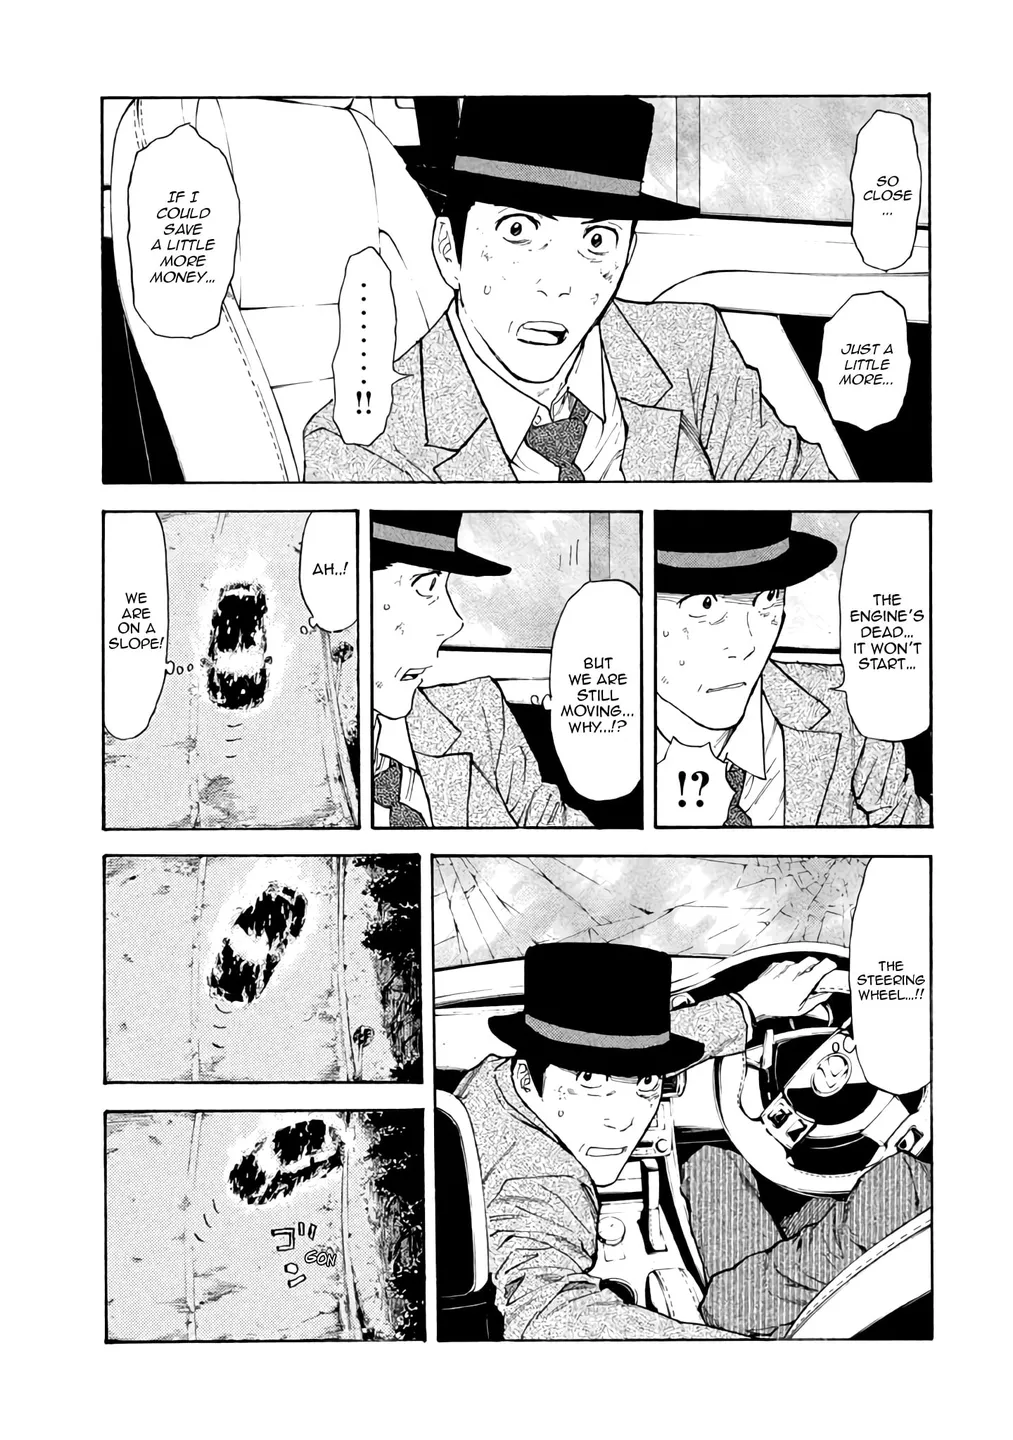 SO
CLOSE
...
JUST A
LITTLE
MORE...
.........!!
IF I
COULD
SAVE
A LITTLE
MORE
MONEY...
THE
ENGINE'S
DEAD...
IT WON'T
START...
!?
BUT
WE ARE
STILL
MOVING...
WHY...!?
AH..!
WE
ARE
ON A
SLOPE!
THE
STEERING
WHEEL...!!
ゴン
GON